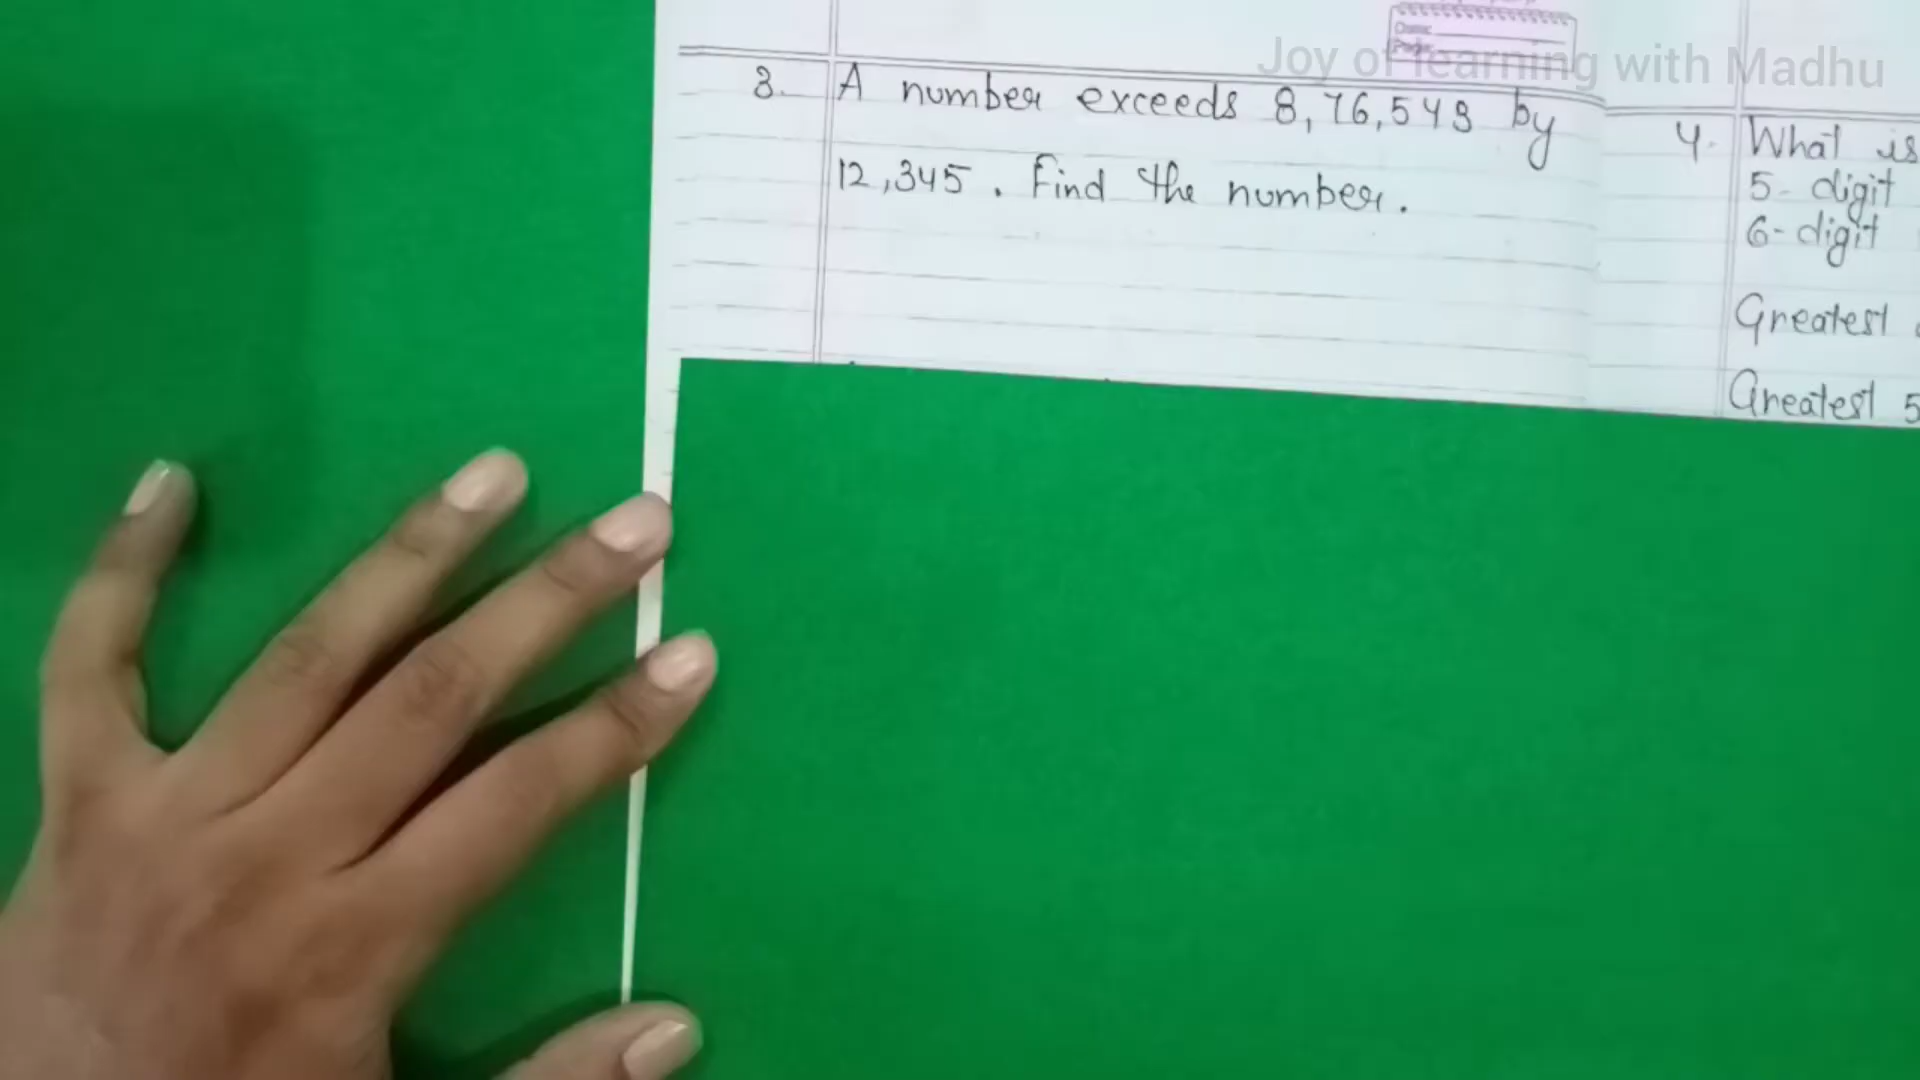 Joy of learning with Madhu
3. A number exceeds 8,76,543 by
12,345. Find the number.
4. What is
5-digit
6-digit
Greatest
Greatest 5